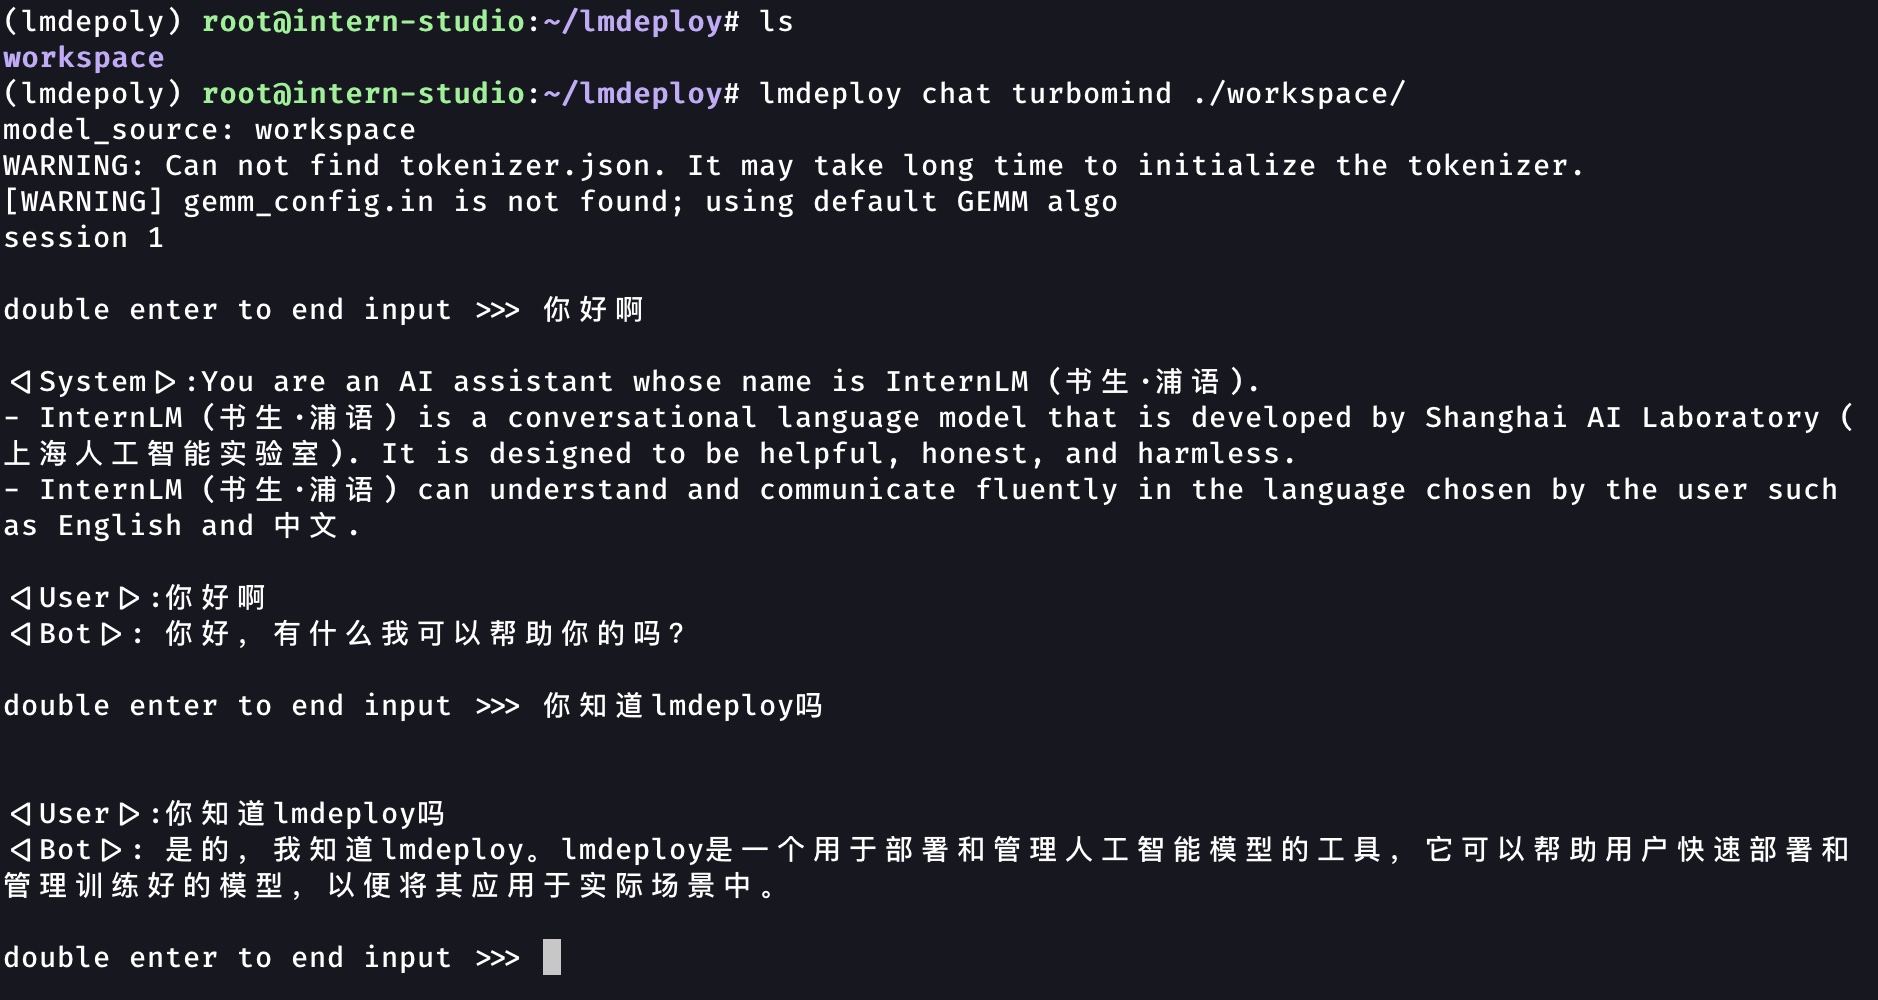 (lmdepoly) root@intern-studio:~/lmdeploy# ls
workspace
(lmdepoly) root@intern-studio:~/lmdeploy# lmdeploy chat turbomind ./workspace/
model_source: workspace
WARNING: Can not find tokenizer.json. It may take long time to initialize the tokenizer.
[WARNING] gemm_config.in is not found; using default GEMM algo
session 1
double enter to end input >>> 你好啊
<|System|>:You are an AI assistant whose name is InternLM (书生·浦语).
- InternLM (书生·浦语) is a conversational language model that is developed by Shanghai AI Laboratory (
上海人工智能实验室). It is designed to be helpful, honest, and harmless.
- InternLM (书生·浦语) can understand and communicate fluently in the language chosen by the user such
as English and 中文.
<|User|>:你好啊
<|Bot|>: 你好，有什么我可以帮助你的吗？
double enter to end input >>> 你知道lmdeploy吗
<|User|>:你知道lmdeploy吗
<|Bot|>: 是的，我知道lmdeploy。lmdeploy是一个用于部署和管理人工智能模型的工具，它可以帮助用户快速部署和
管理训练好的模型，以便将其应用于实际场景中。
double enter to end input >>>